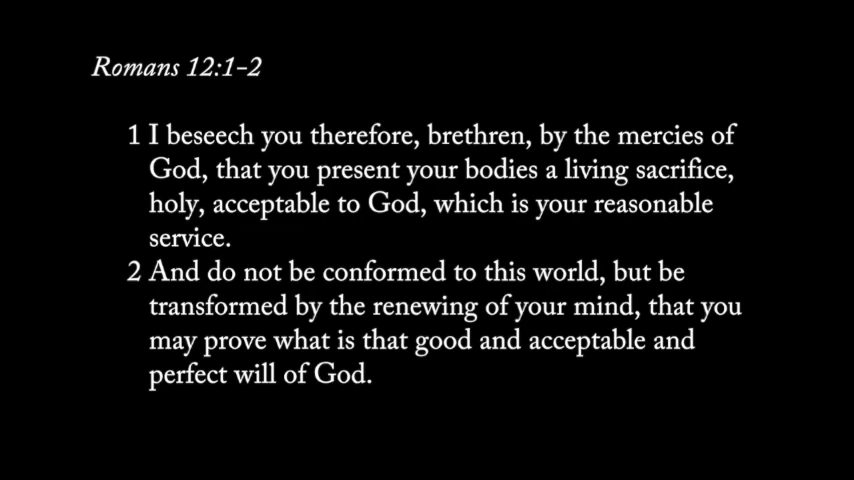 Romans 12:1-2
1 I beseech you therefore, brethren, by the mercies of
God, that you present your bodies a living sacrifice,
holy, acceptable to God, which is your reasonable
service.
2 And do not be conformed to this world, but be
transformed by the renewing of your mind, that you
may prove what is that good and acceptable and
perfect will of God.